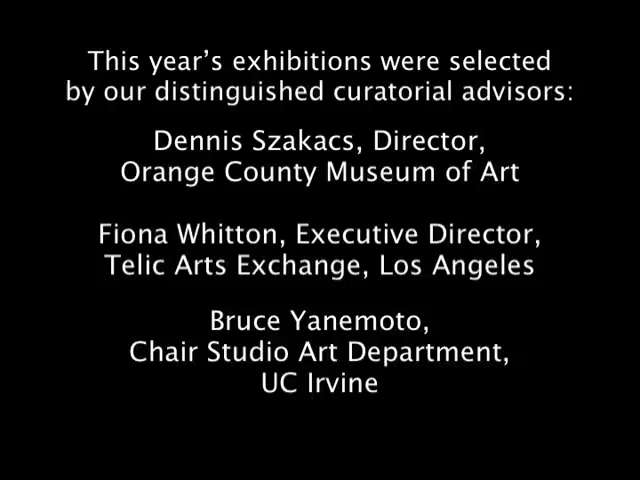 This year’s exhibitions were selected
by our distinguished curatorial advisors:
Dennis Szakacs, Director,
Orange County Museum of Art
Fiona Whitton, Executive Director,
Telic Arts Exchange, Los Angeles
Bruce Yanemoto,
Chair Studio Art Department,
UC Irvine